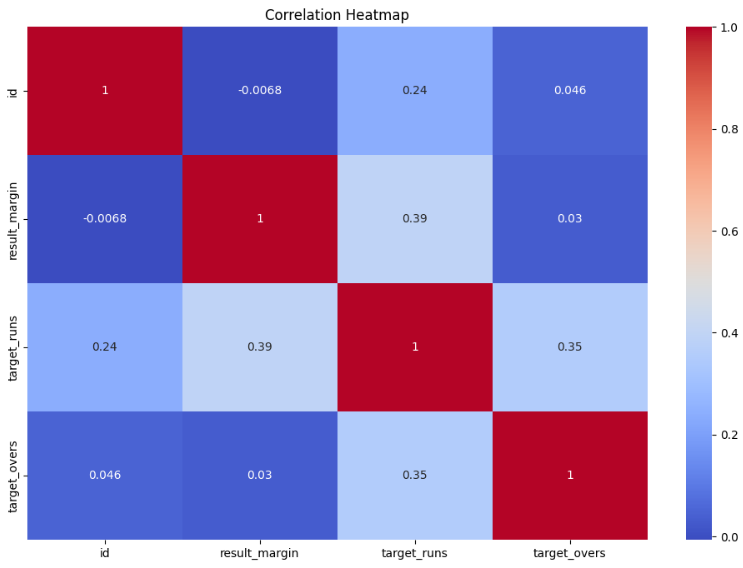 Correlation Heatmap
id
result_margin
target_runs
target_overs
1 -0.0068 0.24 0.046
-0.0068 1 0.39 0.03
0.24 0.39 1 0.35
0.046 0.03 0.35 1
id result_margin target_runs target_overs
1.0
0.8
0.6
0.4
0.2
0.0